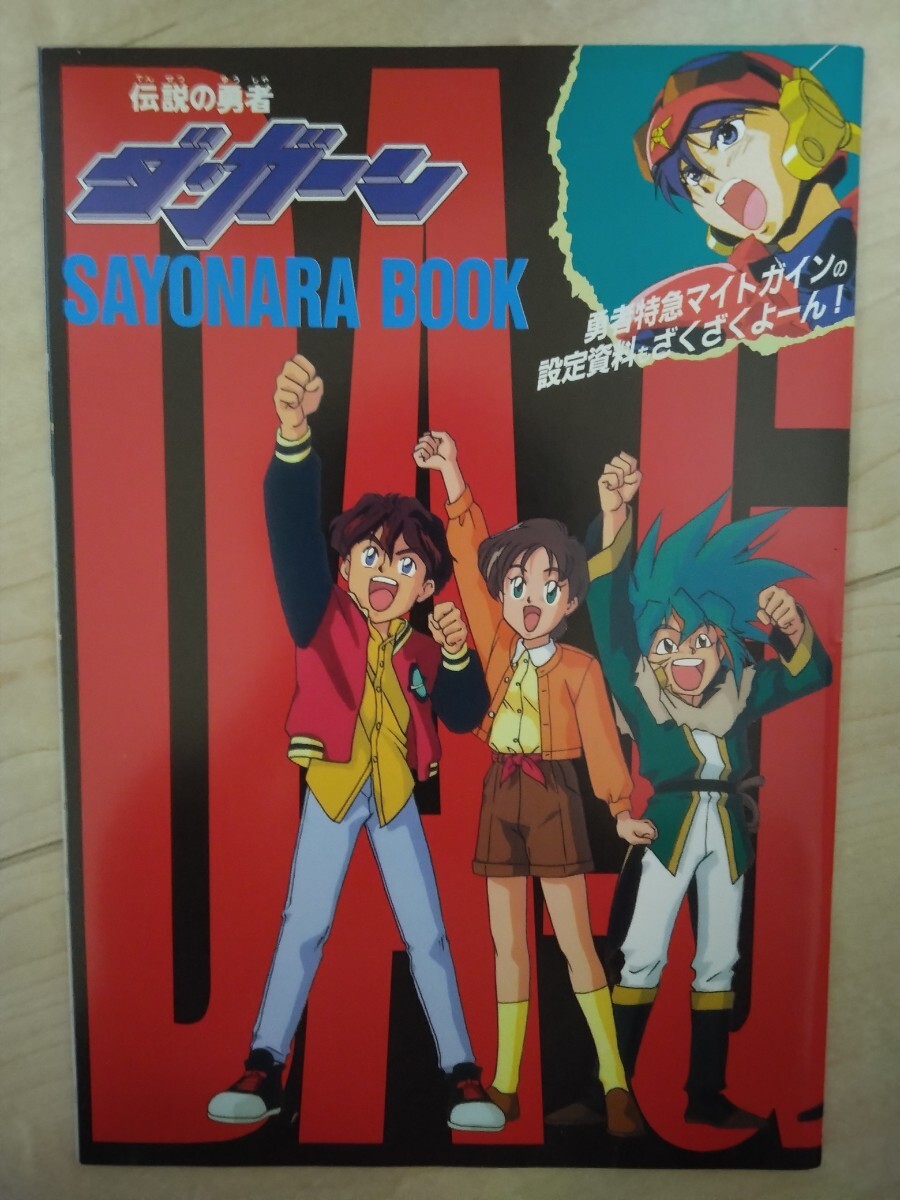 でん せつ ゆう しゃ
伝説の勇者
ダ・ガーン
SAYONARA BOOK
勇者特急マイトガインの
設定資料もざくざくよーん!
DA-G